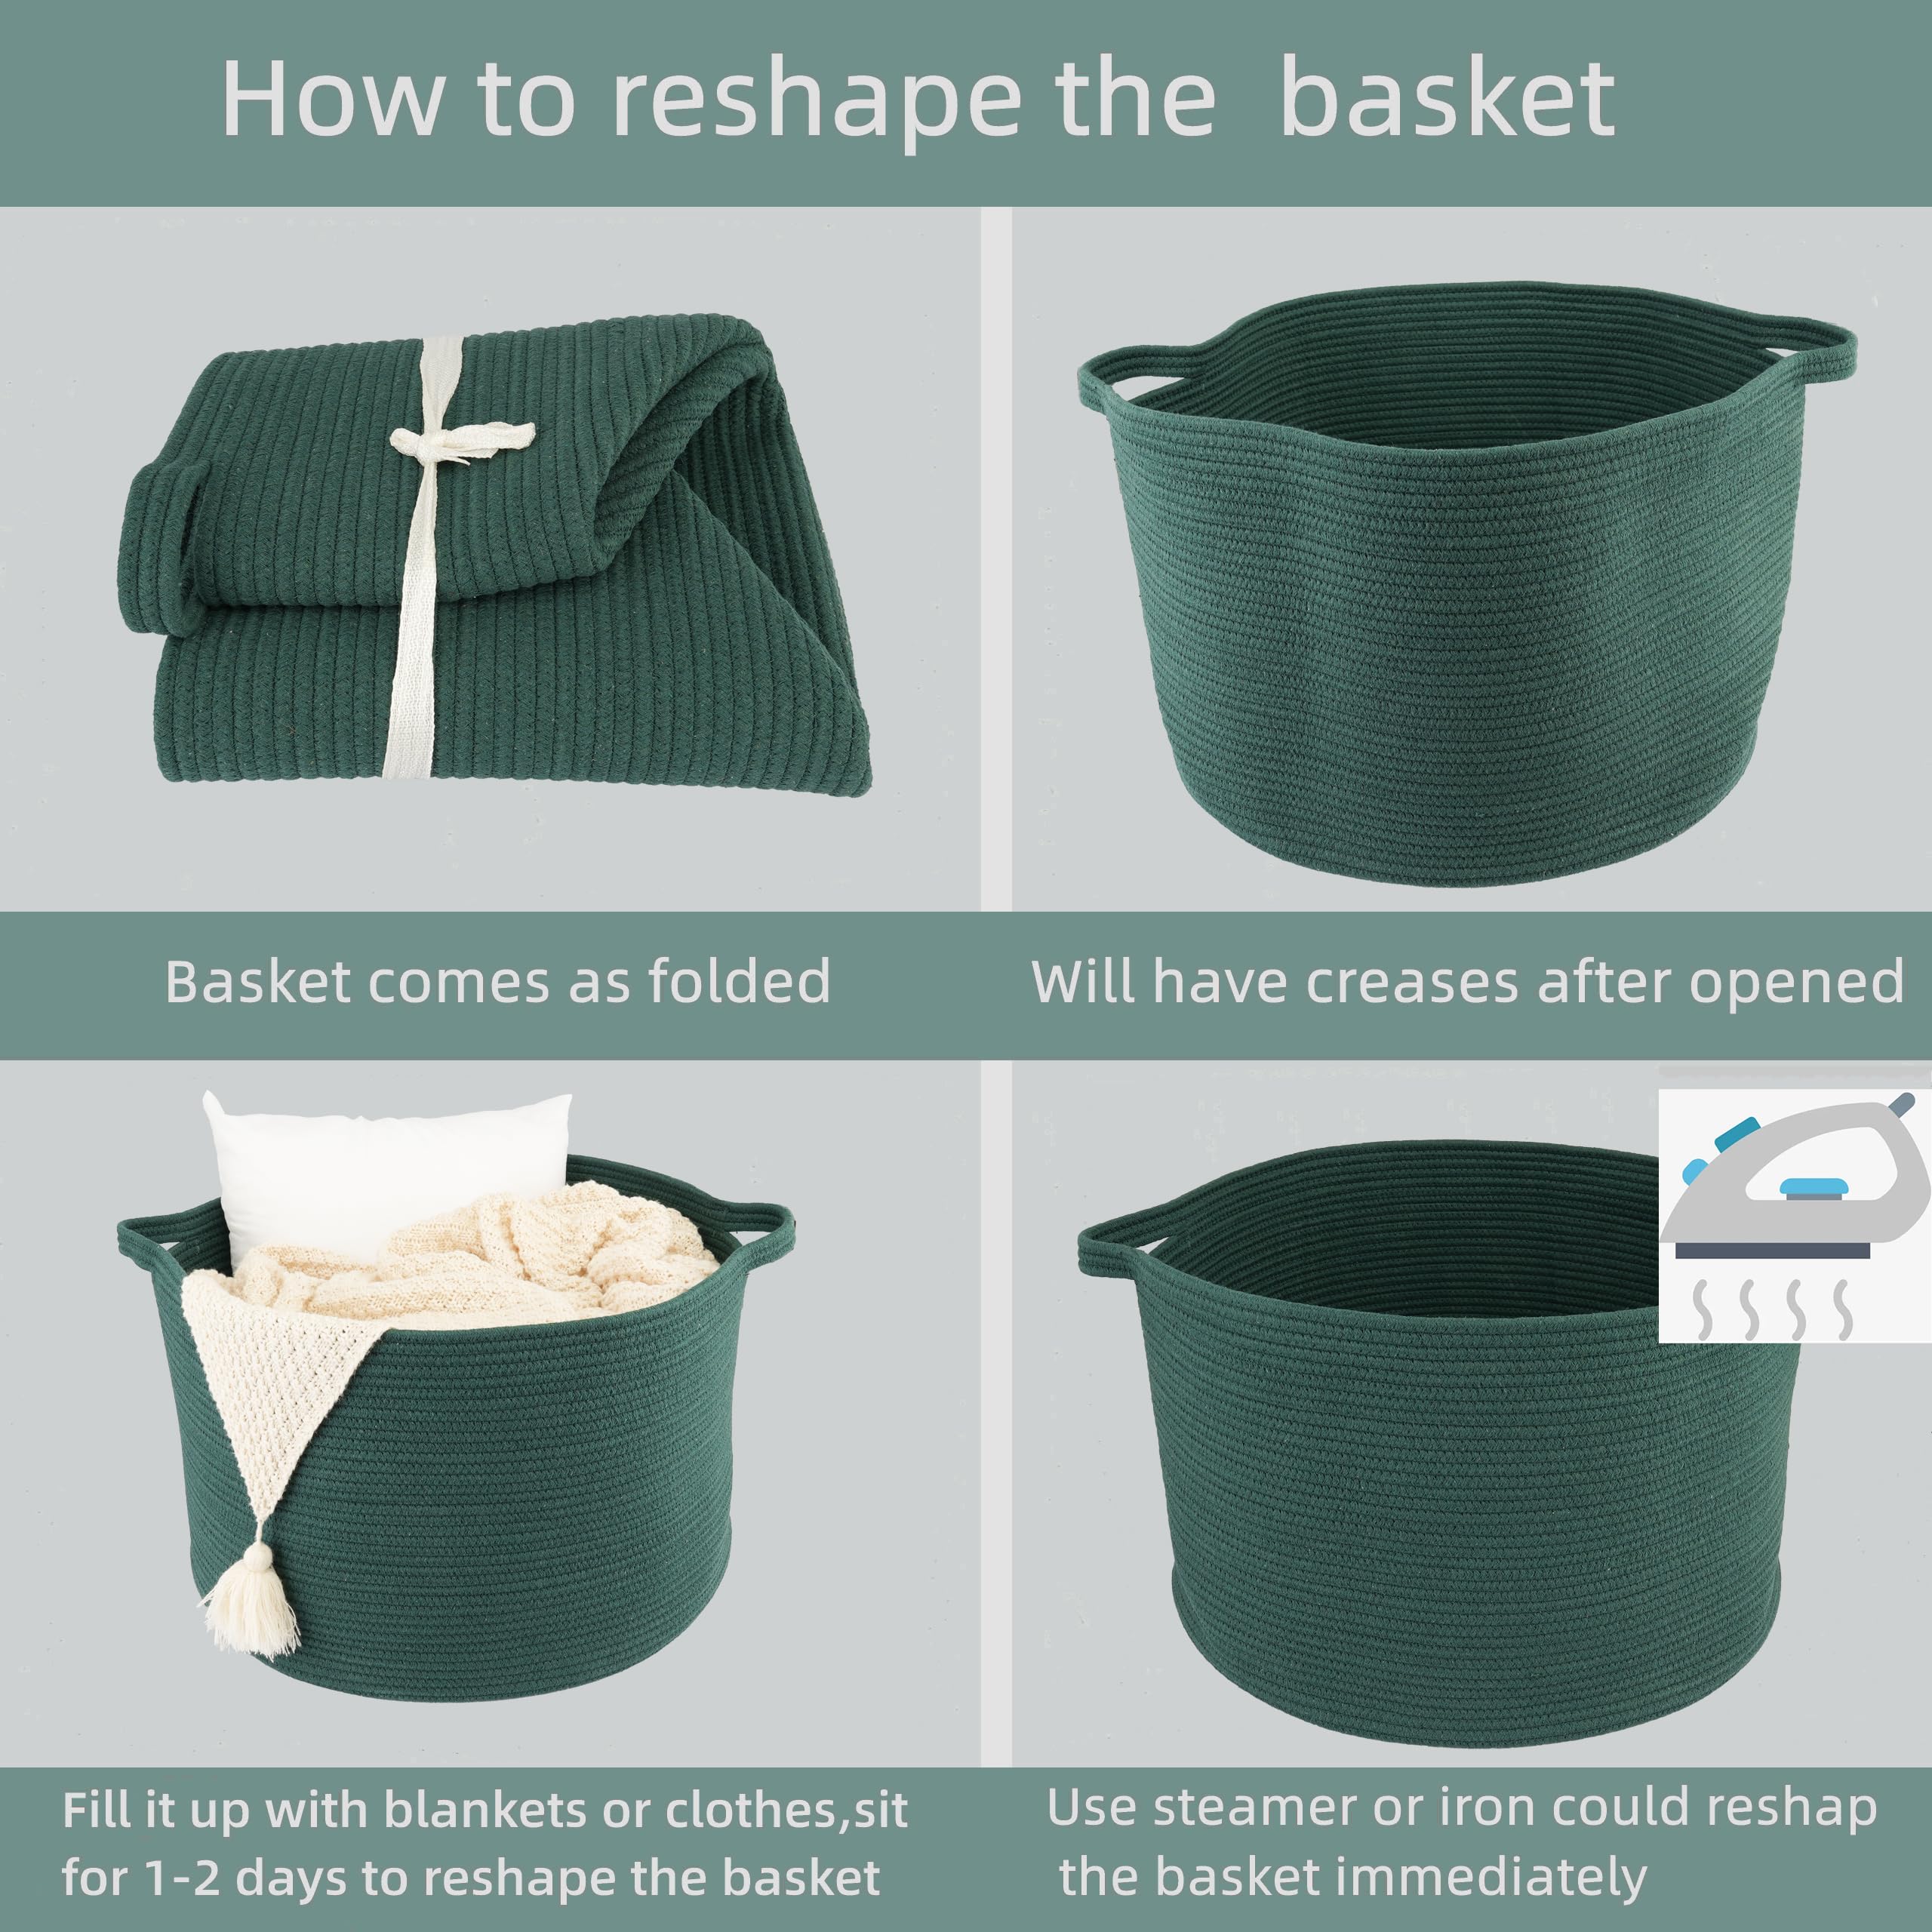 How to reshape the  basket
Basket comes as folded
Will have creases after opened
Fill it up with blankets or clothes,sit
for 1-2 days to reshape the basket
Use steamer or iron could reshap
the basket immediately